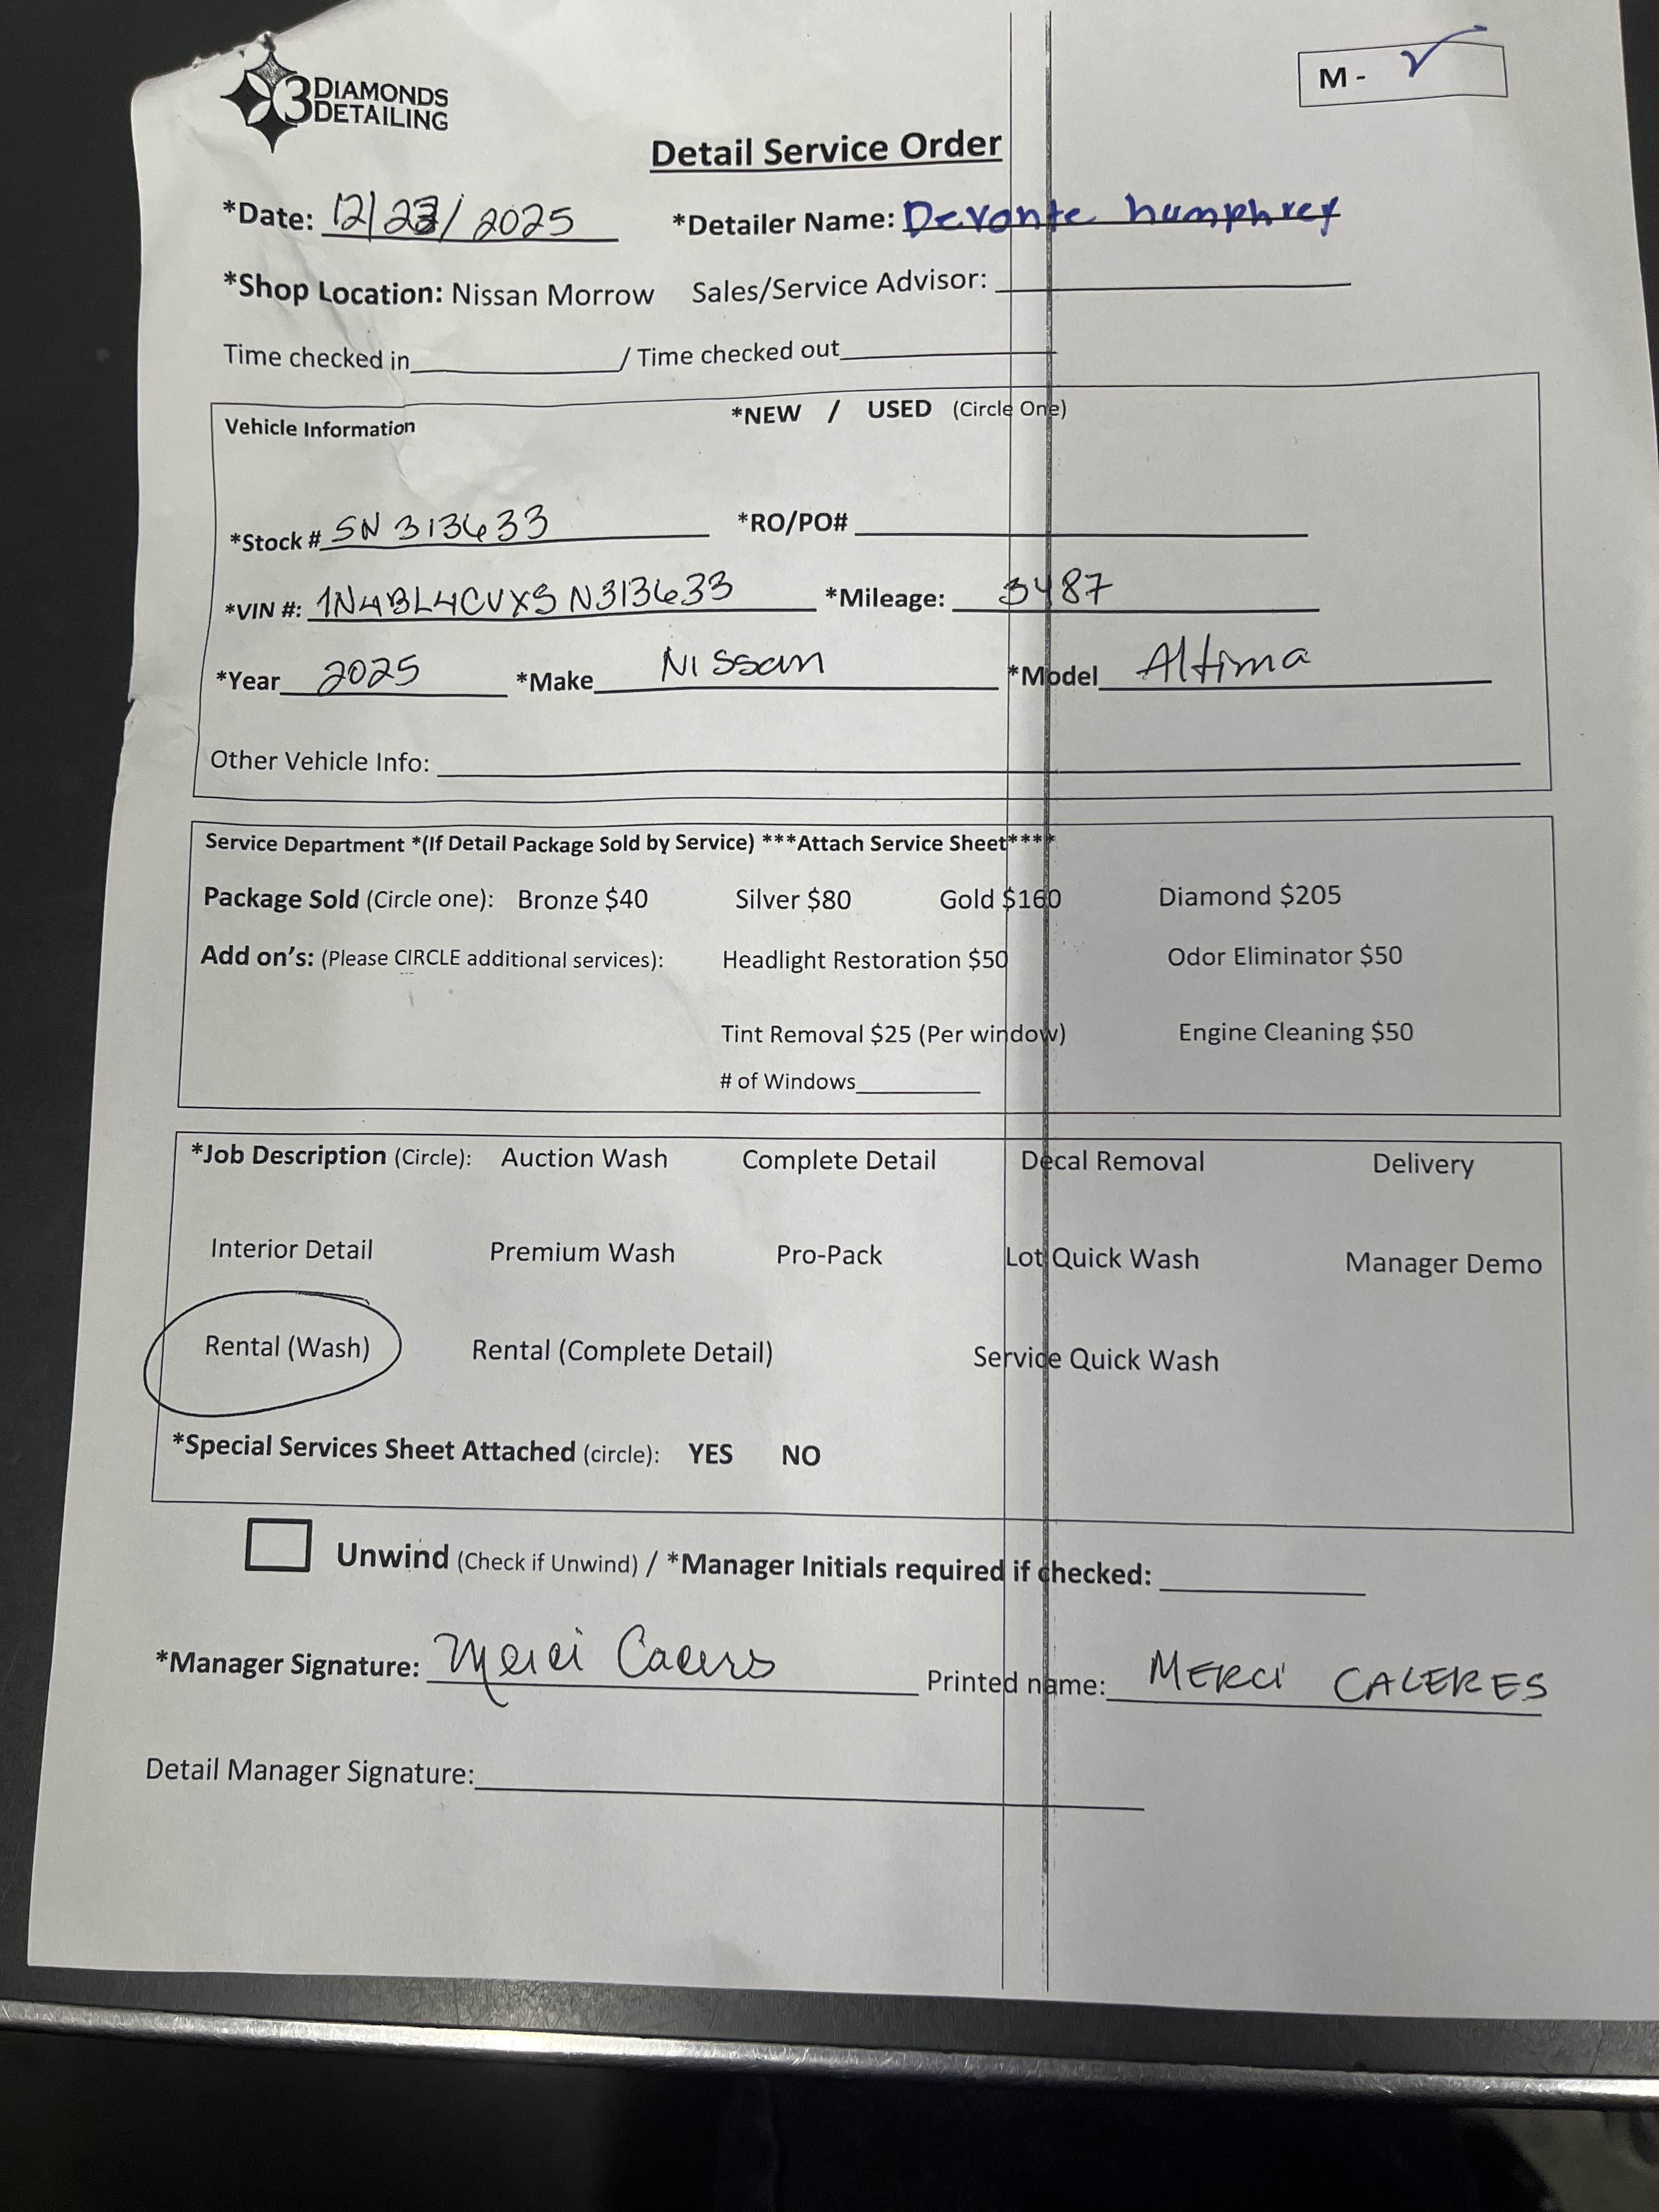 3 DIAMONDS
DETAILING
M - ✓
Detail Service Order
*Date: 12/23/2025 *Detailer Name: Devante humphrey
*Shop Location: Nissan Morrow Sales/Service Advisor:
Time checked in / Time checked out
Vehicle Information *NEW / USED (Circle One)
*Stock # SN 313633 *RO/PO#
*VIN #: 1N4BL4CVXSN313633 *Mileage: 3487
*Year 2025 *Make Nissan *Model Altima
Other Vehicle Info:
Service Department *(If Detail Package Sold by Service) ***Attach Service Sheet****
Package Sold (Circle one): Bronze $40 Silver $80 Gold $160 Diamond $205
Add on's: (Please CIRCLE additional services): Headlight Restoration $50 Odor Eliminator $50
Tint Removal $25 (Per window) Engine Cleaning $50
# of Windows
*Job Description (Circle): Auction Wash Complete Detail Decal Removal Delivery
Interior Detail Premium Wash Pro-Pack Lot Quick Wash Manager Demo
Rental (Wash) Rental (Complete Detail) Service Quick Wash
*Special Services Sheet Attached (circle): YES NO
Unwind (Check if Unwind) / *Manager Initials required if checked:
*Manager Signature: Merci Printed name: MERCI CACERES
Detail Manager Signature: